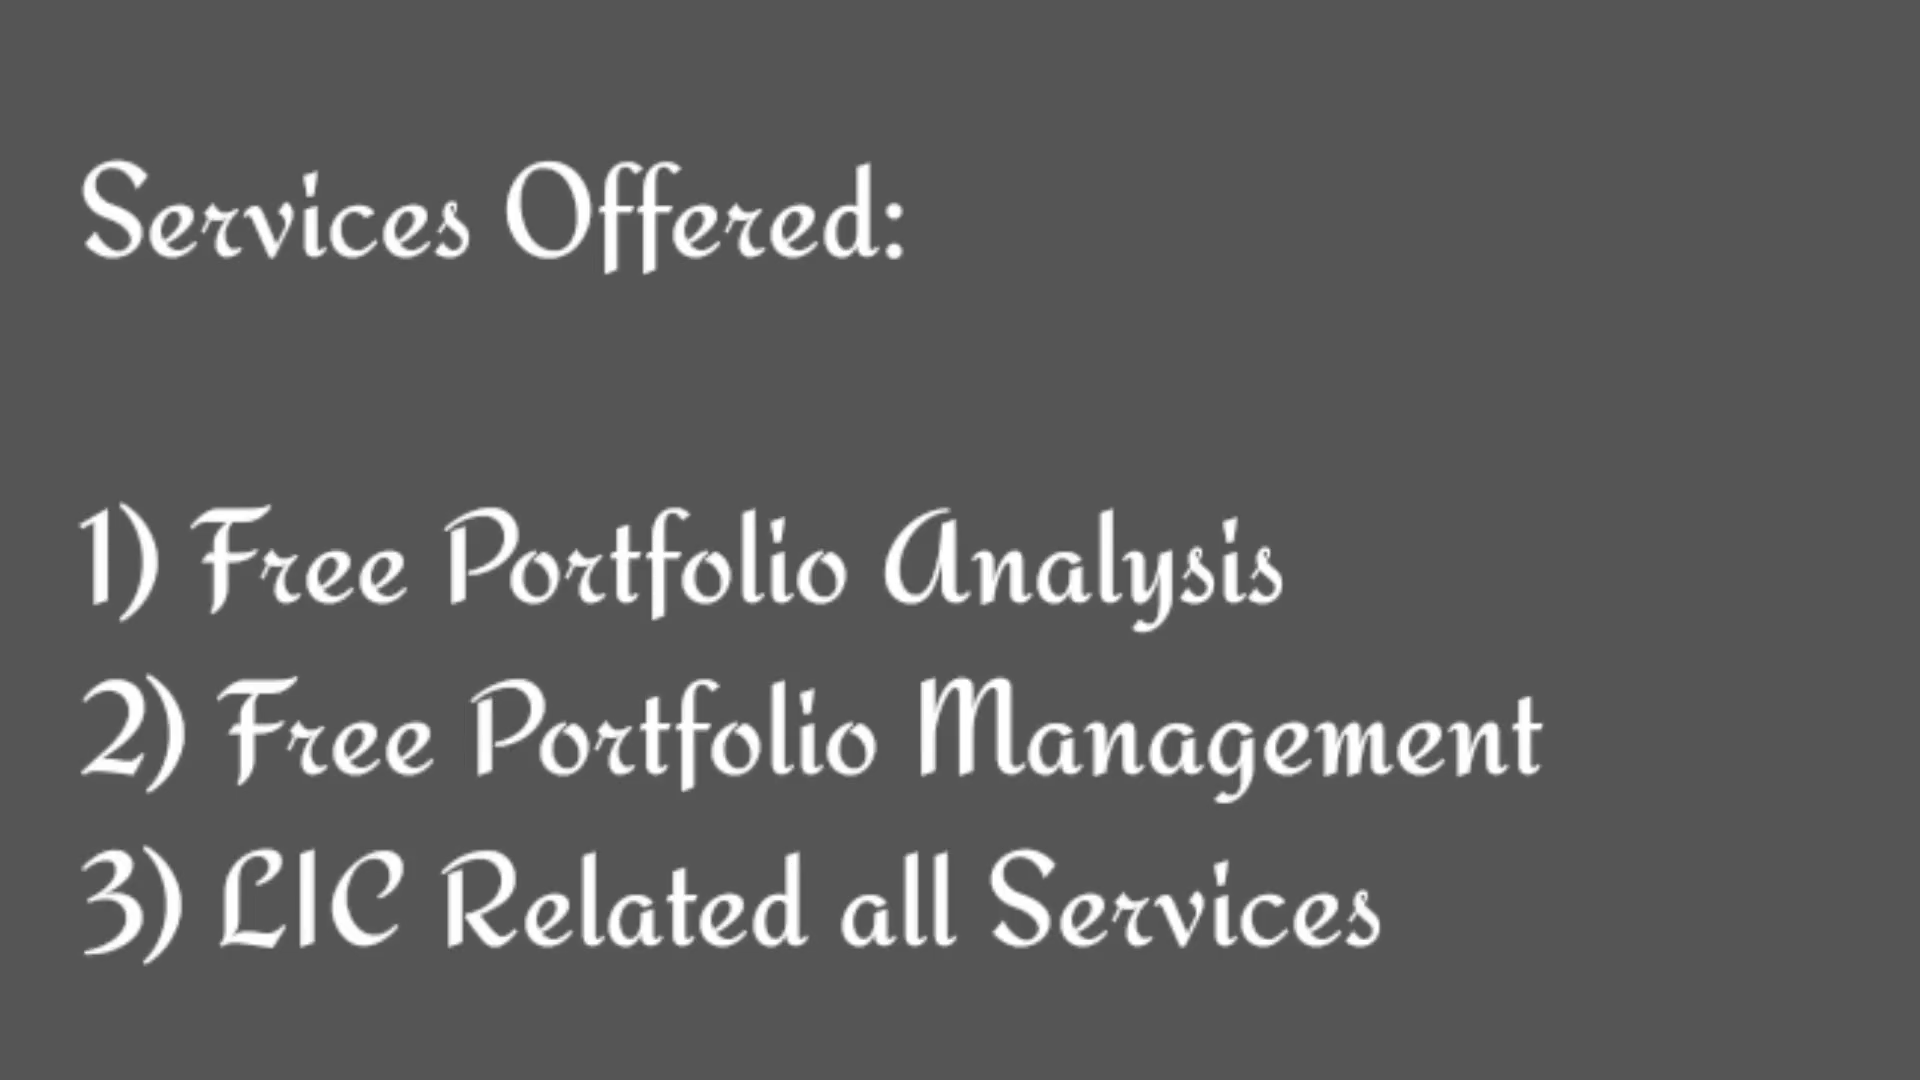 Services Offered:
1) Free Portfolio Analysis
2) Free Portfolio Management
3) LIC Related all Services